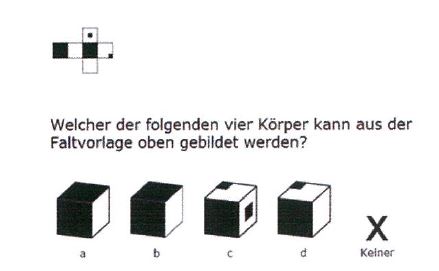 Welcher der folgenden vier Körper kann aus der
Faltvorlage oben gebildet werden?
X
a b c d Keiner